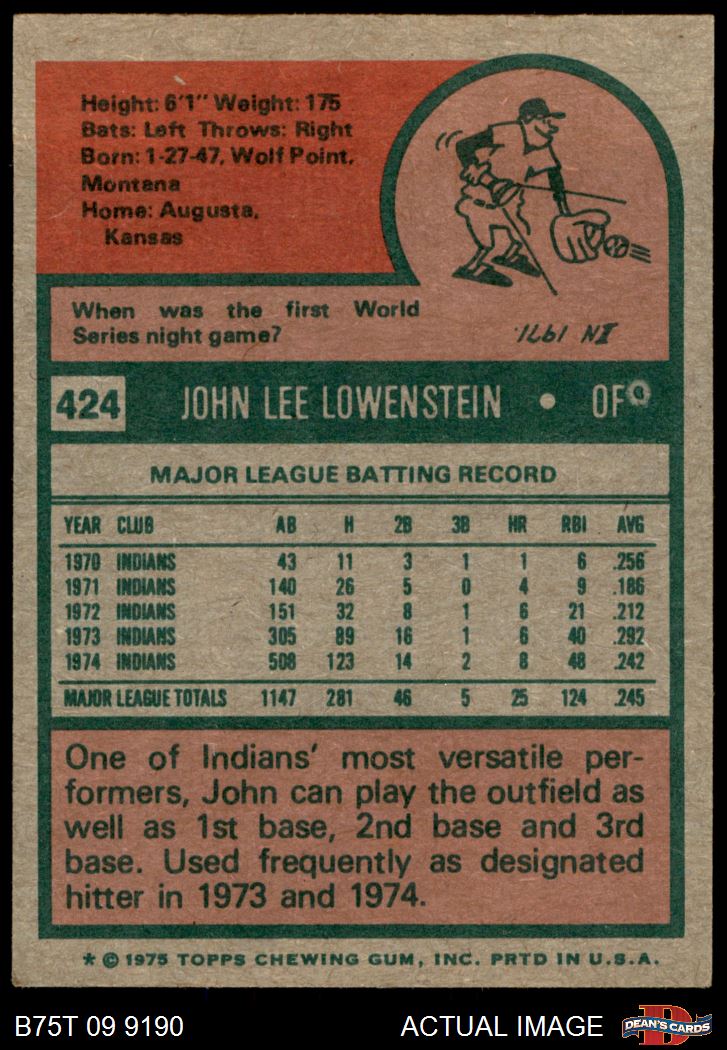 Height: 6'1" Weight: 175
Bats: Left Throws: Right
Born: 1-27-47, Wolf Point,
Montana
Home: Augusta,
Kansas
When was the first World
Series night game?
IN 1971.
424 JOHN LEE LOWENSTEIN • OF
MAJOR LEAGUE BATTING RECORD
YEAR CLUB AB H 2B 3B HR RBI AVG
1970 INDIANS 43 11 3 1 1 6 .256
1971 INDIANS 140 26 5 0 4 9 .186
1972 INDIANS 151 32 8 1 6 21 .212
1973 INDIANS 305 89 16 1 6 40 .292
1974 INDIANS 508 123 14 2 8 48 .242
MAJOR LEAGUE TOTALS 1147 281 46 5 25 124 .245
One of Indians' most versatile per-
formers, John can play the outfield as
well as 1st base, 2nd base and 3rd
base. Used frequently as designated
hitter in 1973 and 1974.
* © 1975 TOPPS CHEWING GUM, INC. PRTD IN U.S.A.
B75T 09 9190 ACTUAL IMAGE D DEAN'S CARDS